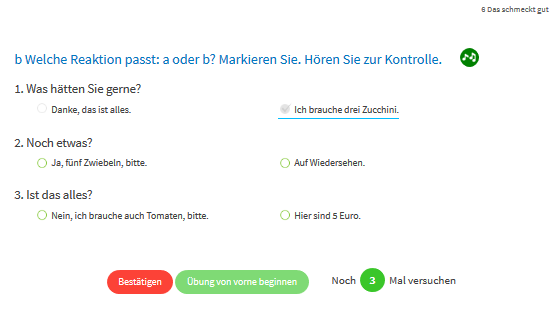 6 Das schmeckt gut
b Welche Reaktion passt: a oder b? Markieren Sie. Hören Sie zur Kontrolle.
1. Was hätten Sie gerne?
Danke, das ist alles. Ich brauche drei Zucchini.
2. Noch etwas?
Ja, fünf Zwiebeln, bitte. Auf Wiedersehen.
3. Ist das alles?
Nein, ich brauche auch Tomaten, bitte. Hier sind 5 Euro.
Bestätigen Übung von vorne beginnen Noch 3 Mal versuchen